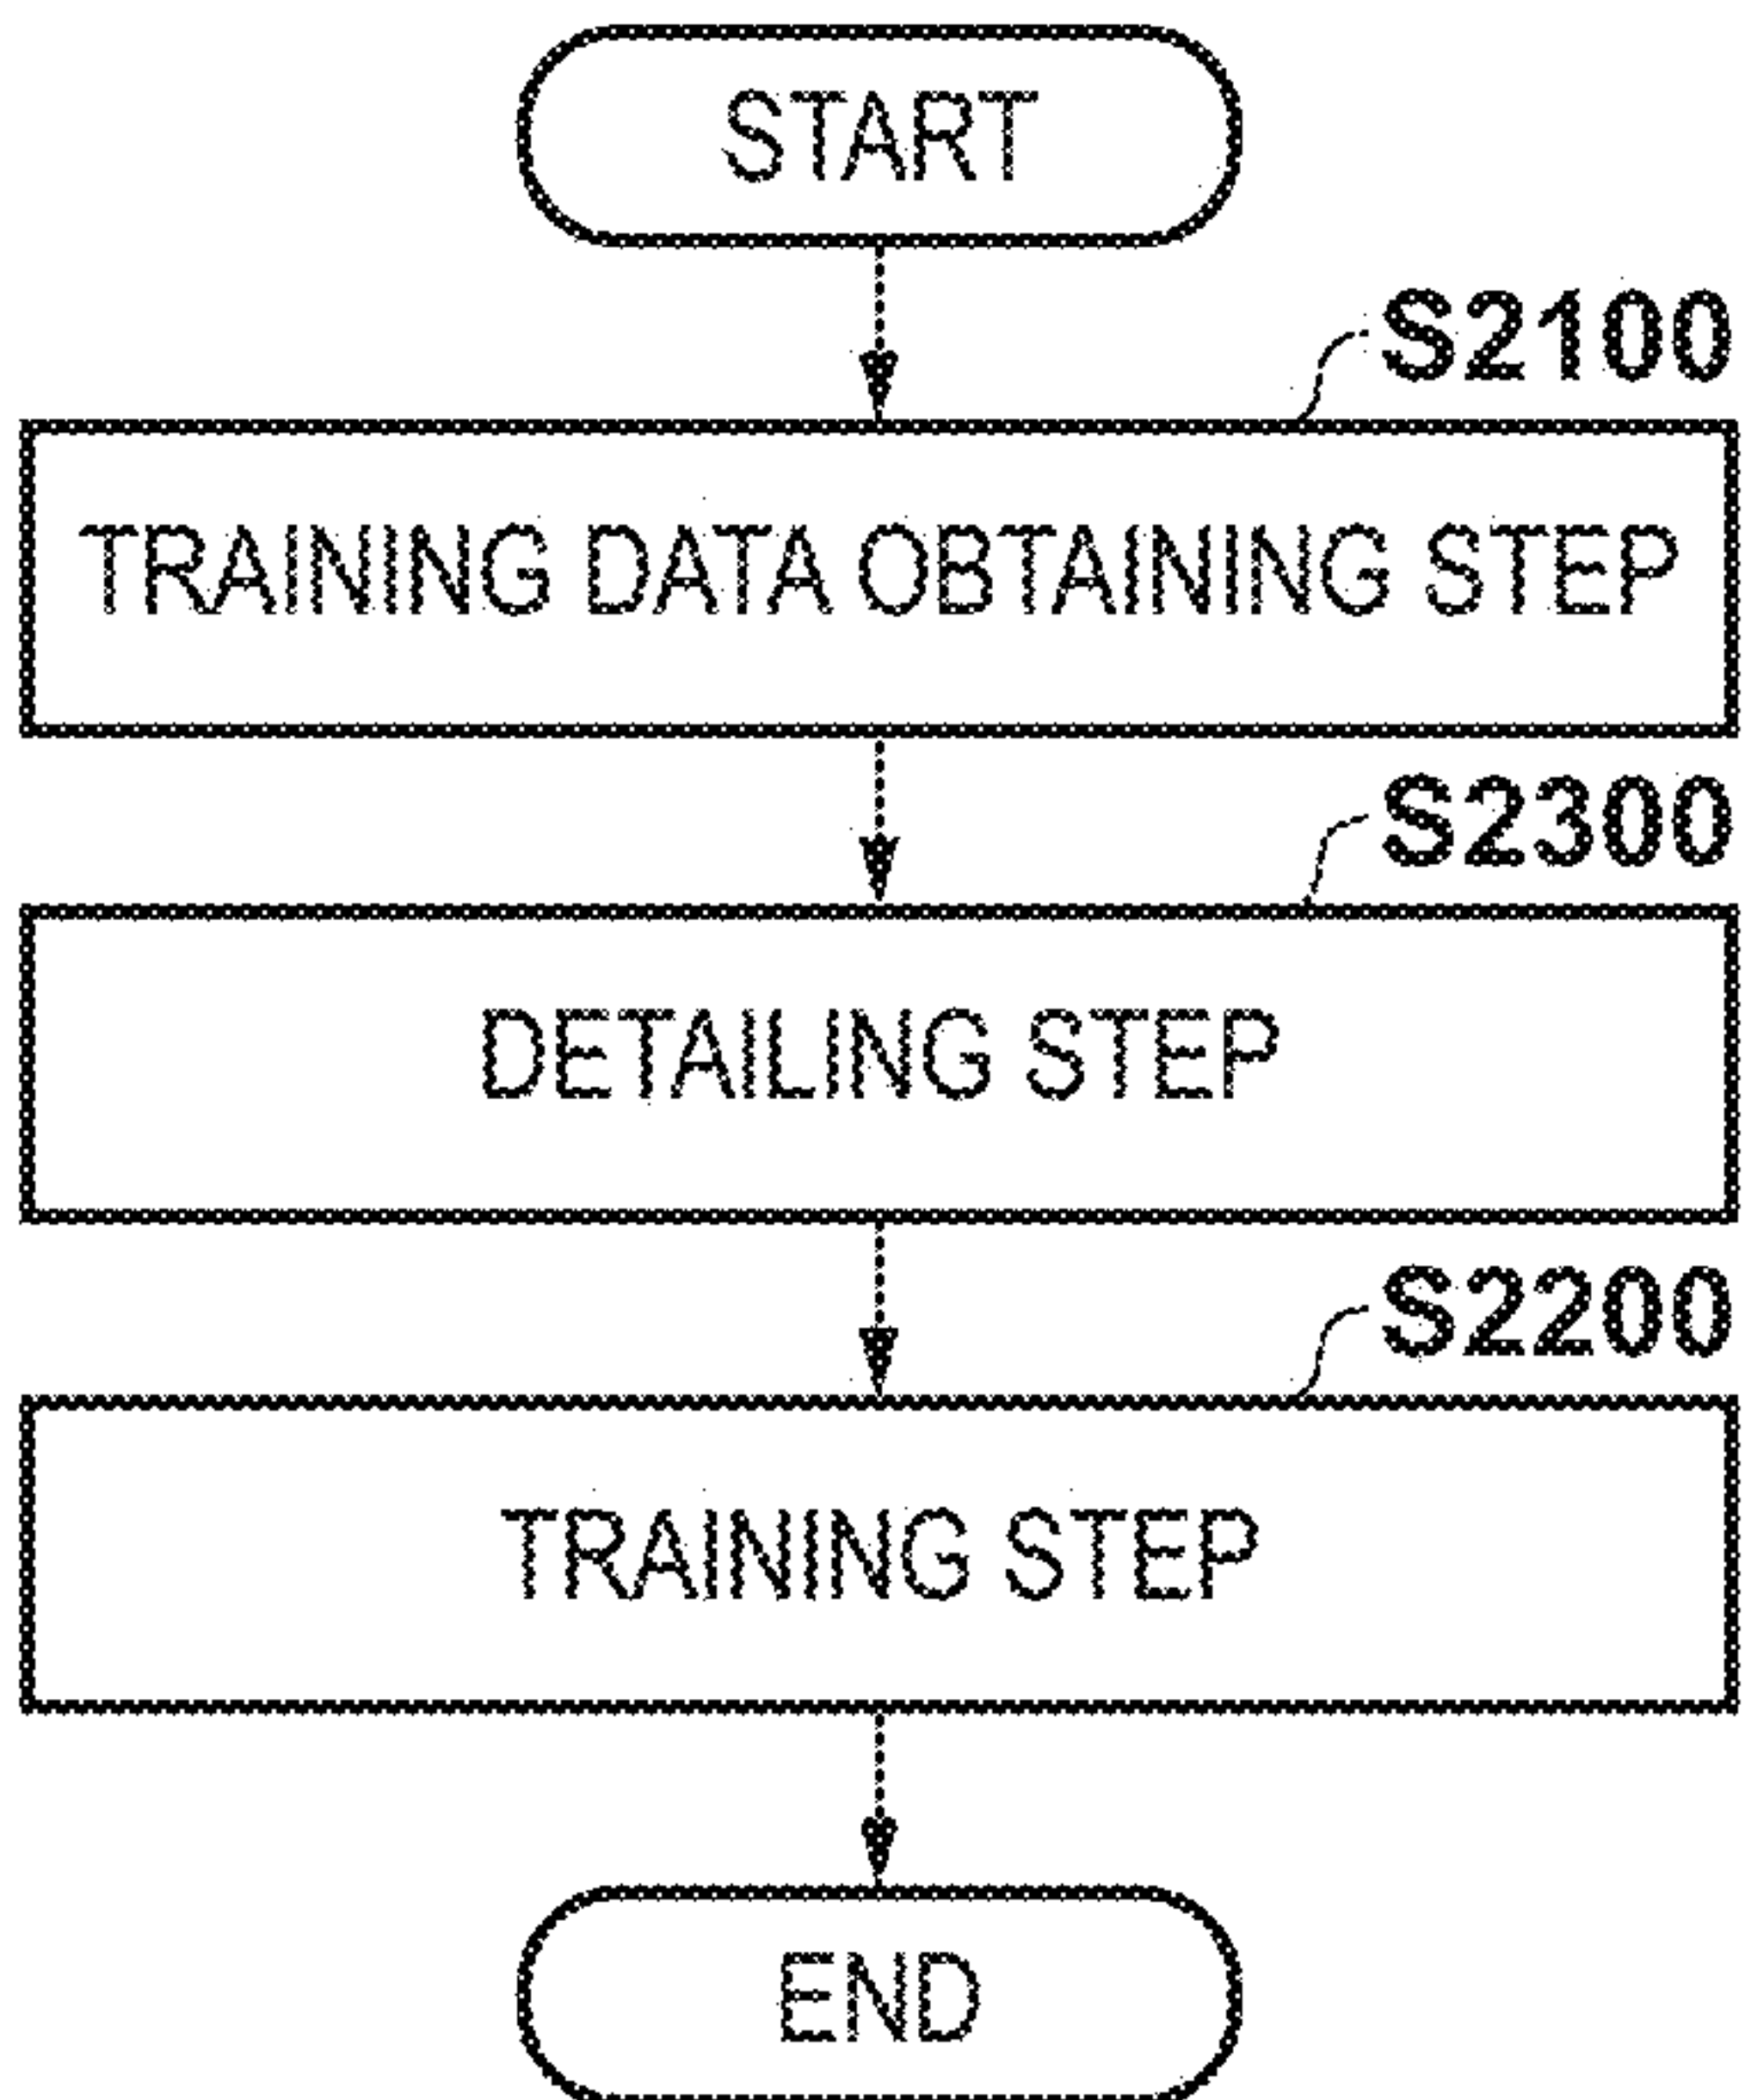 START
S2100
TRAINING DATA OBTAINING STEP
S2300
DETAILING STEP
S2200
TRAINING STEP
END